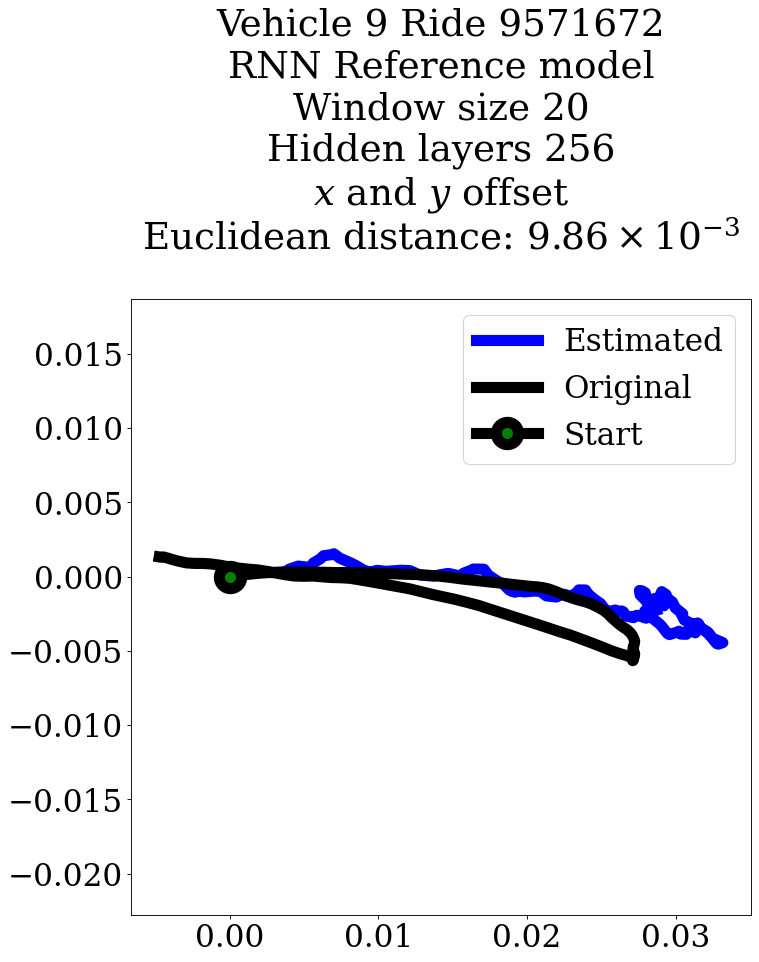 Vehicle 9 Ride 9571672
RNN Reference model
Window size 20
Hidden layers 256
x and y offset
Euclidean distance: 9.86 × 10⁻³
Estimated
Original
Start
0.015
0.010
0.005
0.000
−0.005
−0.010
−0.015
−0.020
0.00 0.01 0.02 0.03